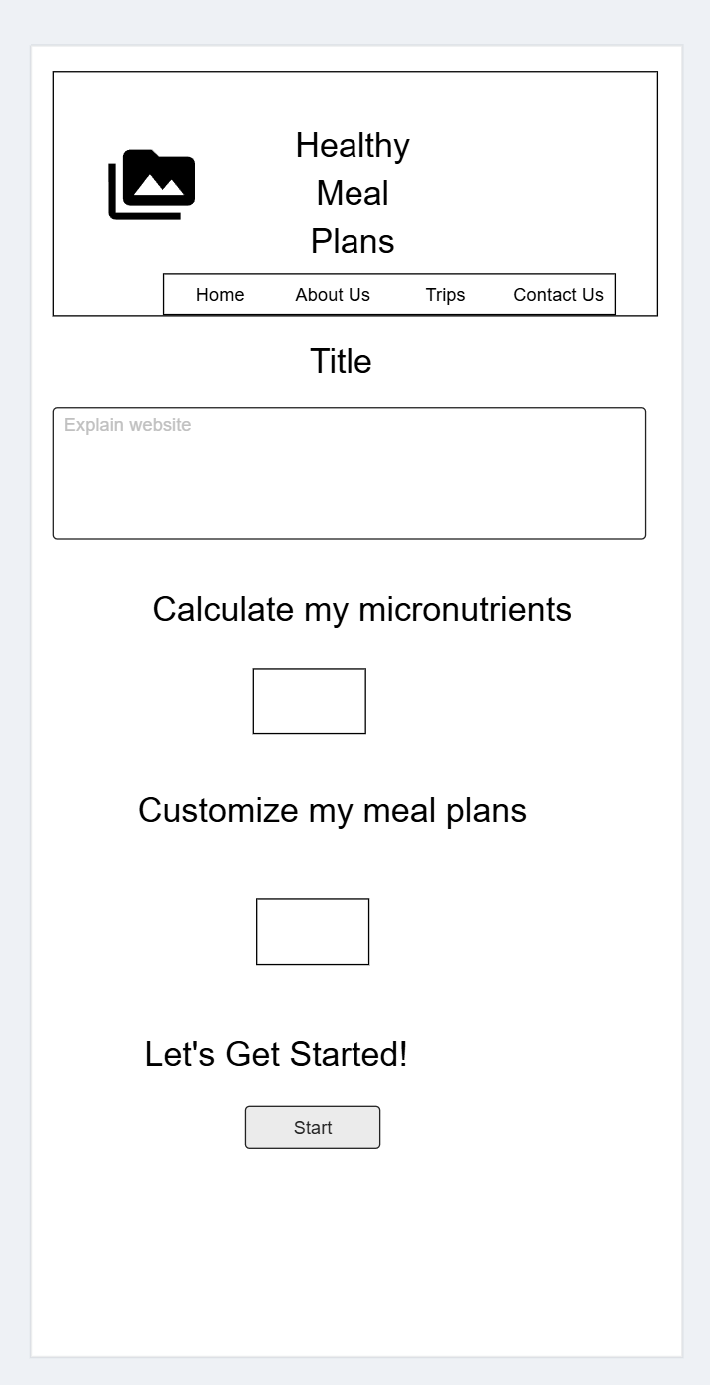 Healthy
Meal
Plans
Home About Us Trips Contact Us
Title
Explain website
Calculate my micronutrients
Customize my meal plans
Let's Get Started!
Start